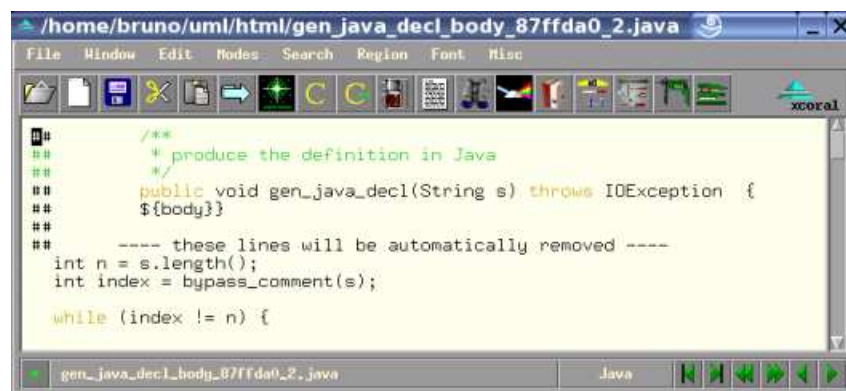 /home/bruno/uml/html/gen_java_decl_body_87ffda0_2.java
File Window Edit Modes Search Region Font Misc
C C
xcoral
## /**
## * produce the definition in Java
## */
## public void gen_java_decl(String s) throws IOException {
## ${body}}
##
## ---- these lines will be automatically removed ----
int n = s.length();
int index = bypass_comment(s);
while (index != n) {
gen_java_decl_body_87ffda0_2.java Java